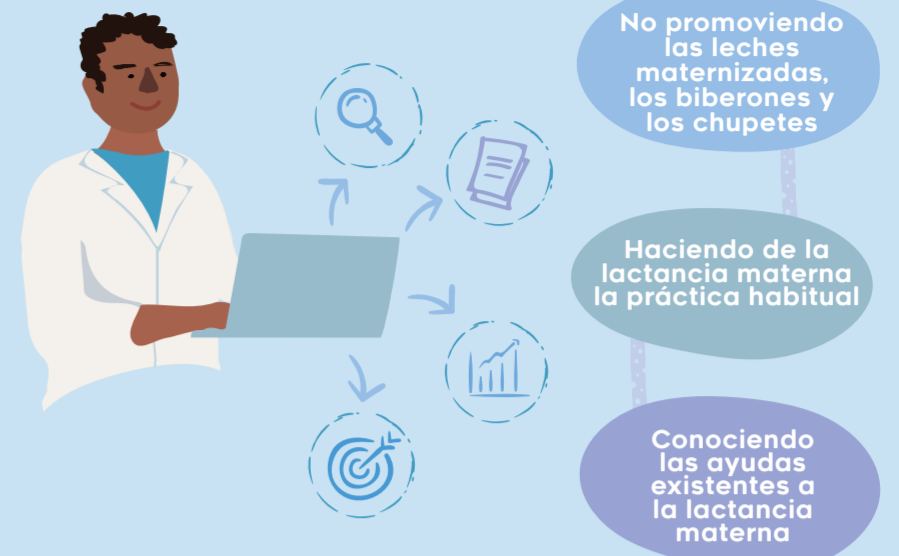 No promoviendo
las leches
maternizadas,
los biberones y
los chupetes
Haciendo de la
lactancia materna
la práctica habitual
Conociendo
las ayudas
existentes a
la lactancia
materna